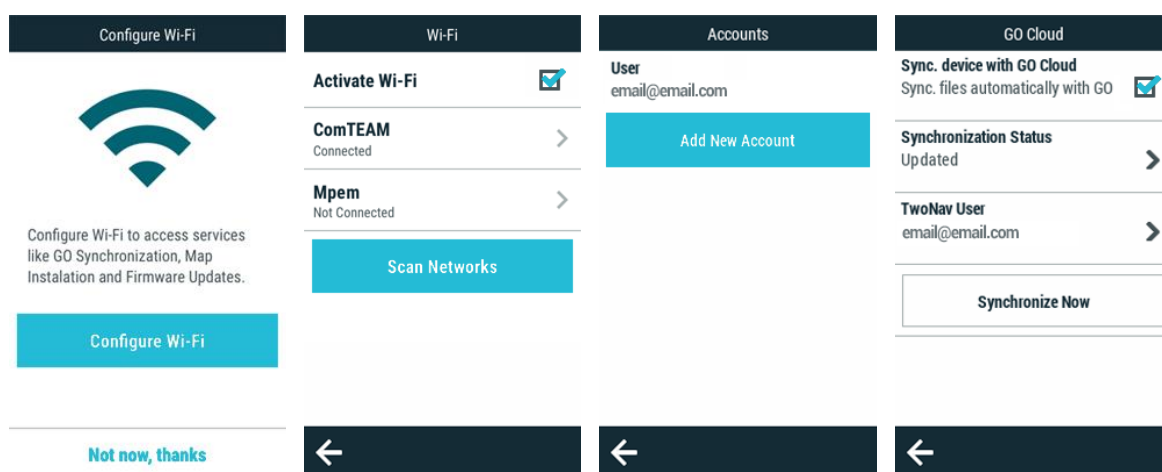 Configure Wi-Fi
Configure Wi-Fi to access services
like GO Synchronization, Map
Instalation and Firmware Updates.
Configure Wi-Fi
Not now, thanks
Wi-Fi
Activate Wi-Fi
ComTEAM
Connected
Mpem
Not Connected
Scan Networks
Accounts
User
email@email.com
Add New Account
GO Cloud
Sync. device with GO Cloud
Sync. files automatically with GO
Synchronization Status
Updated
TwoNav User
email@email.com
Synchronize Now